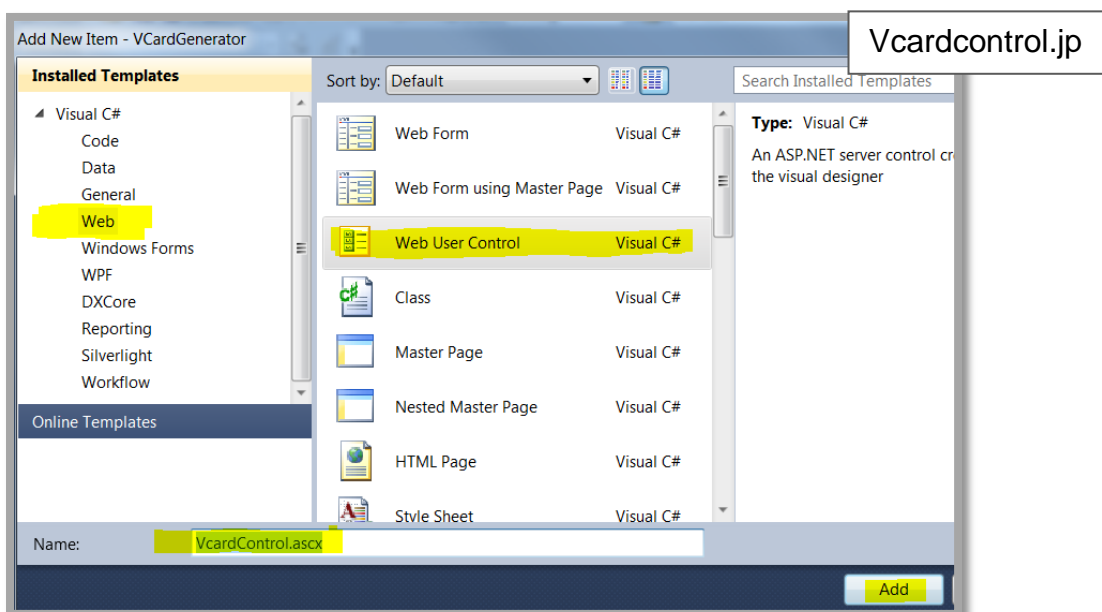 Add New Item - VCardGenerator
Vcardcontrol.jp
Installed Templates
Sort by: Default
Search Installed Templates
Visual C#
Code
Data
General
Web
Windows Forms
WPF
DXCore
Reporting
Silverlight
Workflow
Online Templates
Web Form Visual C#
Web Form using Master Page Visual C#
Web User Control Visual C#
Class Visual C#
Master Page Visual C#
Nested Master Page Visual C#
HTML Page Visual C#
Style Sheet Visual C#
Type: Visual C#
An ASP.NET server control
the visual designer
Name: VcardControl.ascx
Add